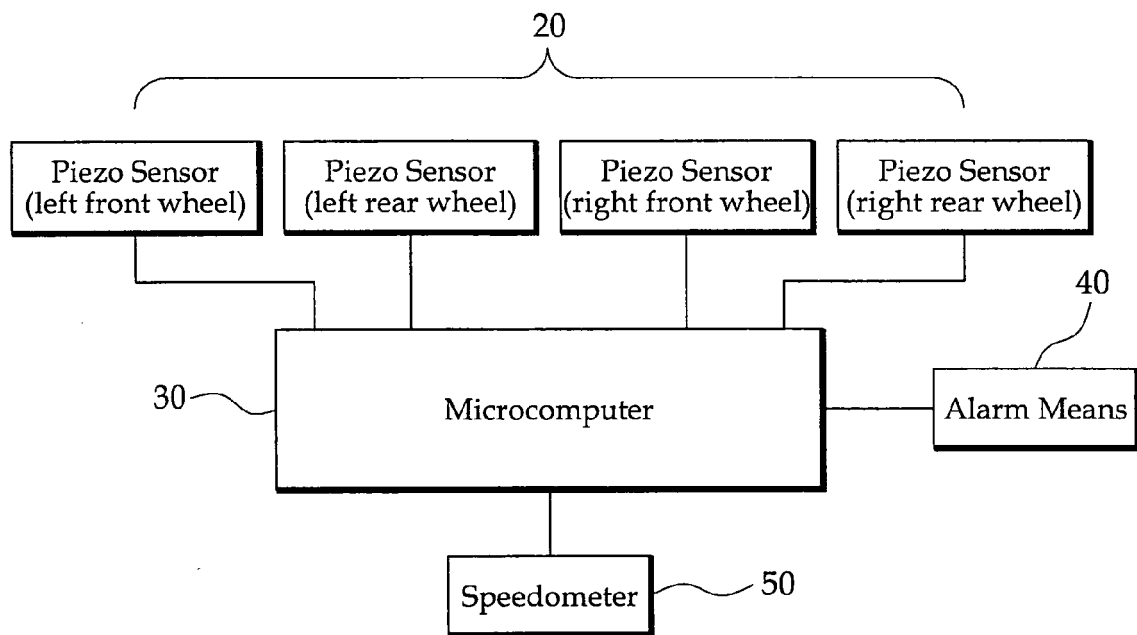 20
Piezo Sensor
(left front wheel)
Piezo Sensor
(left rear wheel)
Piezo Sensor
(right front wheel)
Piezo Sensor
(right rear wheel)
40
30
Microcomputer
Alarm Means
Speedometer
50